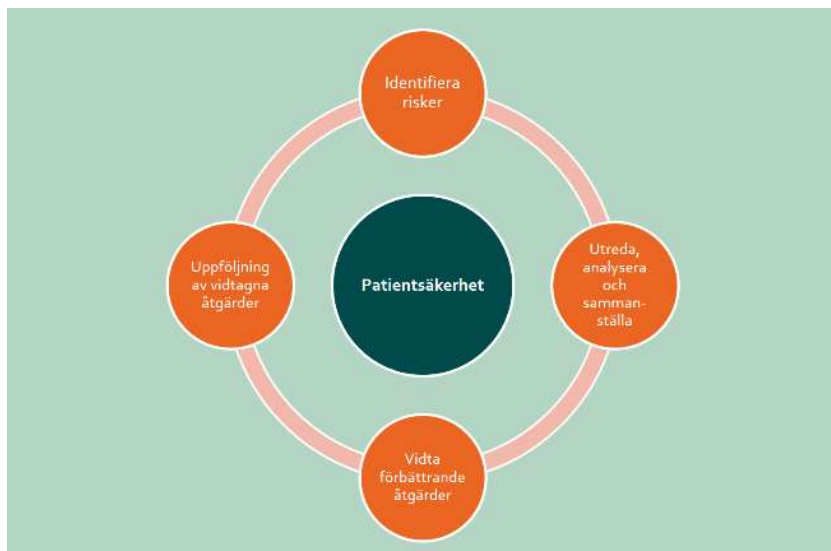 Identifiera
risker
Utreda,
analysera
och
samman-
ställa
Uppföljning
av vidtagna
åtgärder
Patientsäkerhet
Vidta
förbättrande
åtgärder